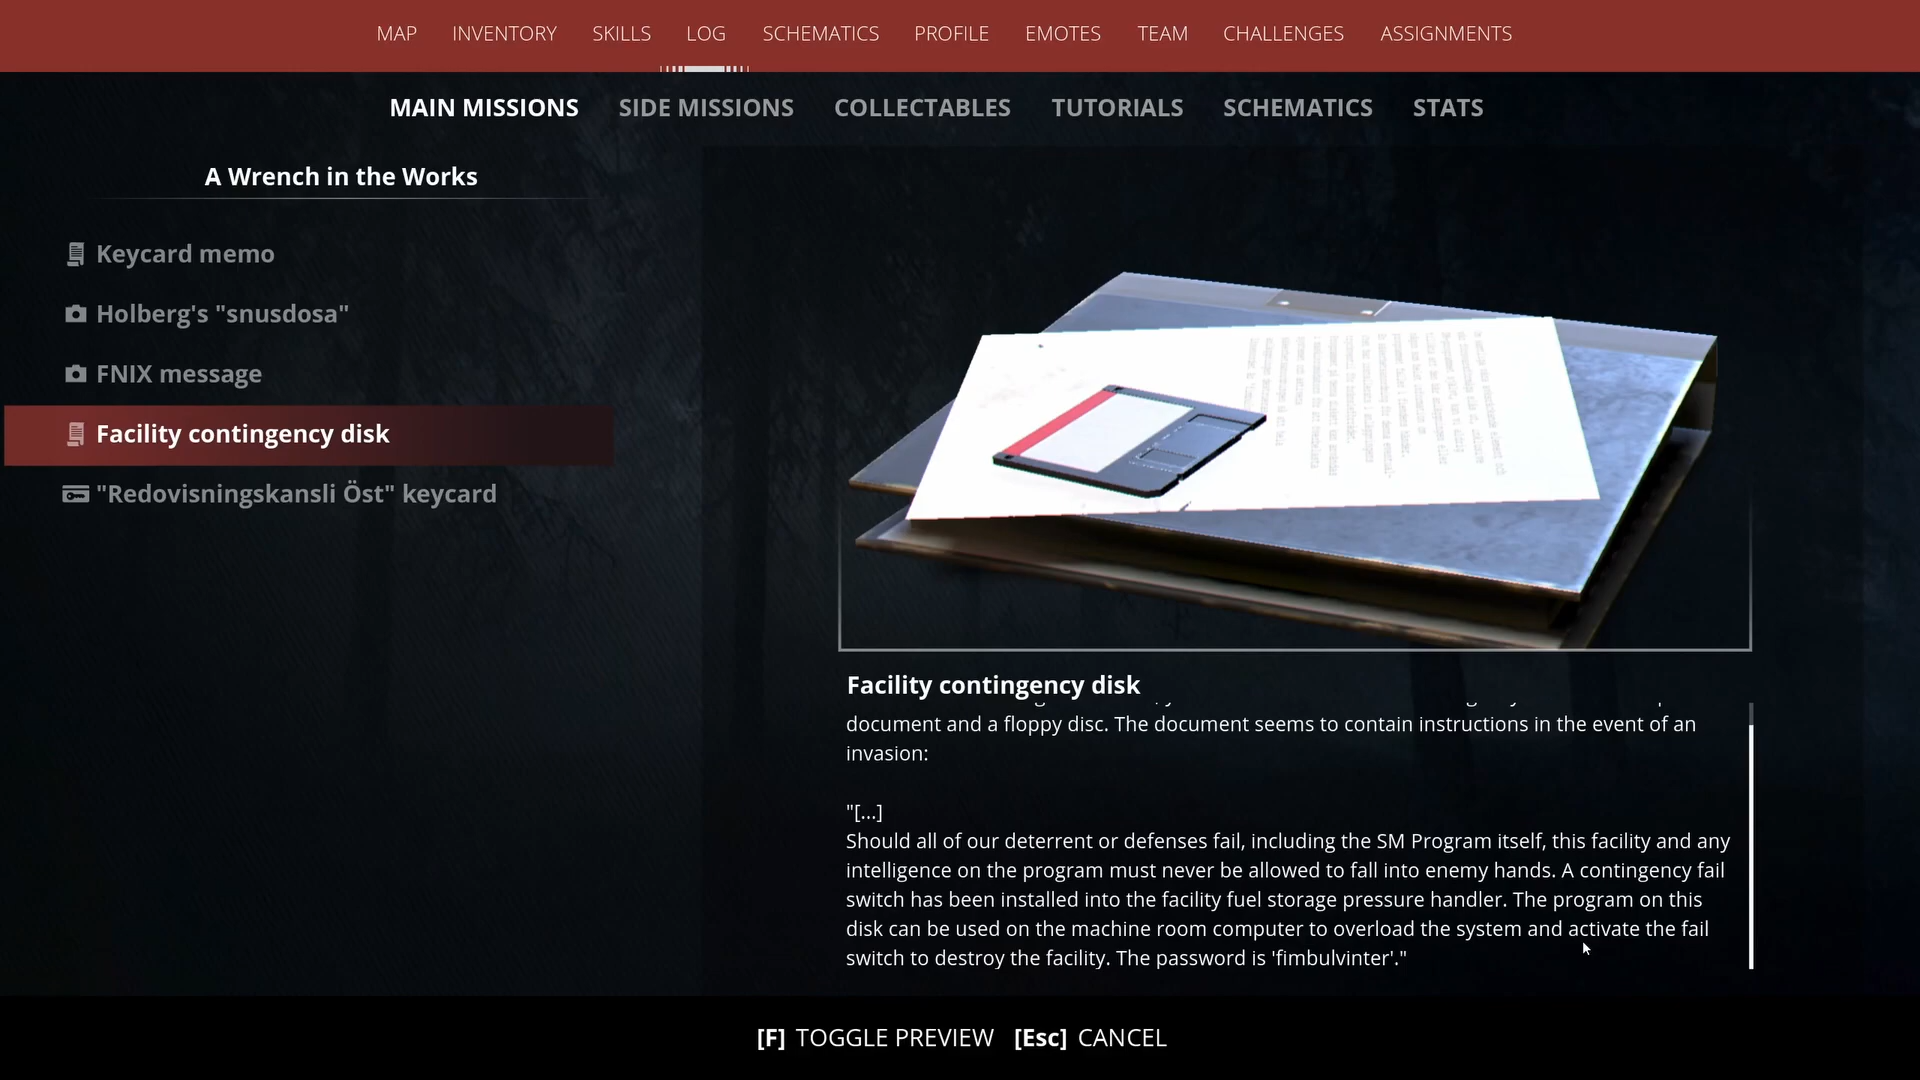 MAP INVENTORY SKILLS LOG SCHEMATICS PROFILE EMOTES TEAM CHALLENGES ASSIGNMENTS
MAIN MISSIONS SIDE MISSIONS COLLECTABLES TUTORIALS SCHEMATICS STATS
A Wrench in the Works
Keycard memo
Holberg's "snusdosa"
FNIX message
Facility contingency disk
"Redovisningskansli Öst" keycard
Facility contingency disk
document and a floppy disc. The document seems to contain instructions in the event of an
invasion:
"[...]
Should all of our deterrent or defenses fail, including the SM Program itself, this facility and any
intelligence on the program must never be allowed to fall into enemy hands. A contingency fail
switch has been installed into the facility fuel storage pressure handler. The program on this
disk can be used on the machine room computer to overload the system and activate the fail
switch to destroy the facility. The password is 'fimbulvinter'."
[F] TOGGLE PREVIEW [Esc] CANCEL